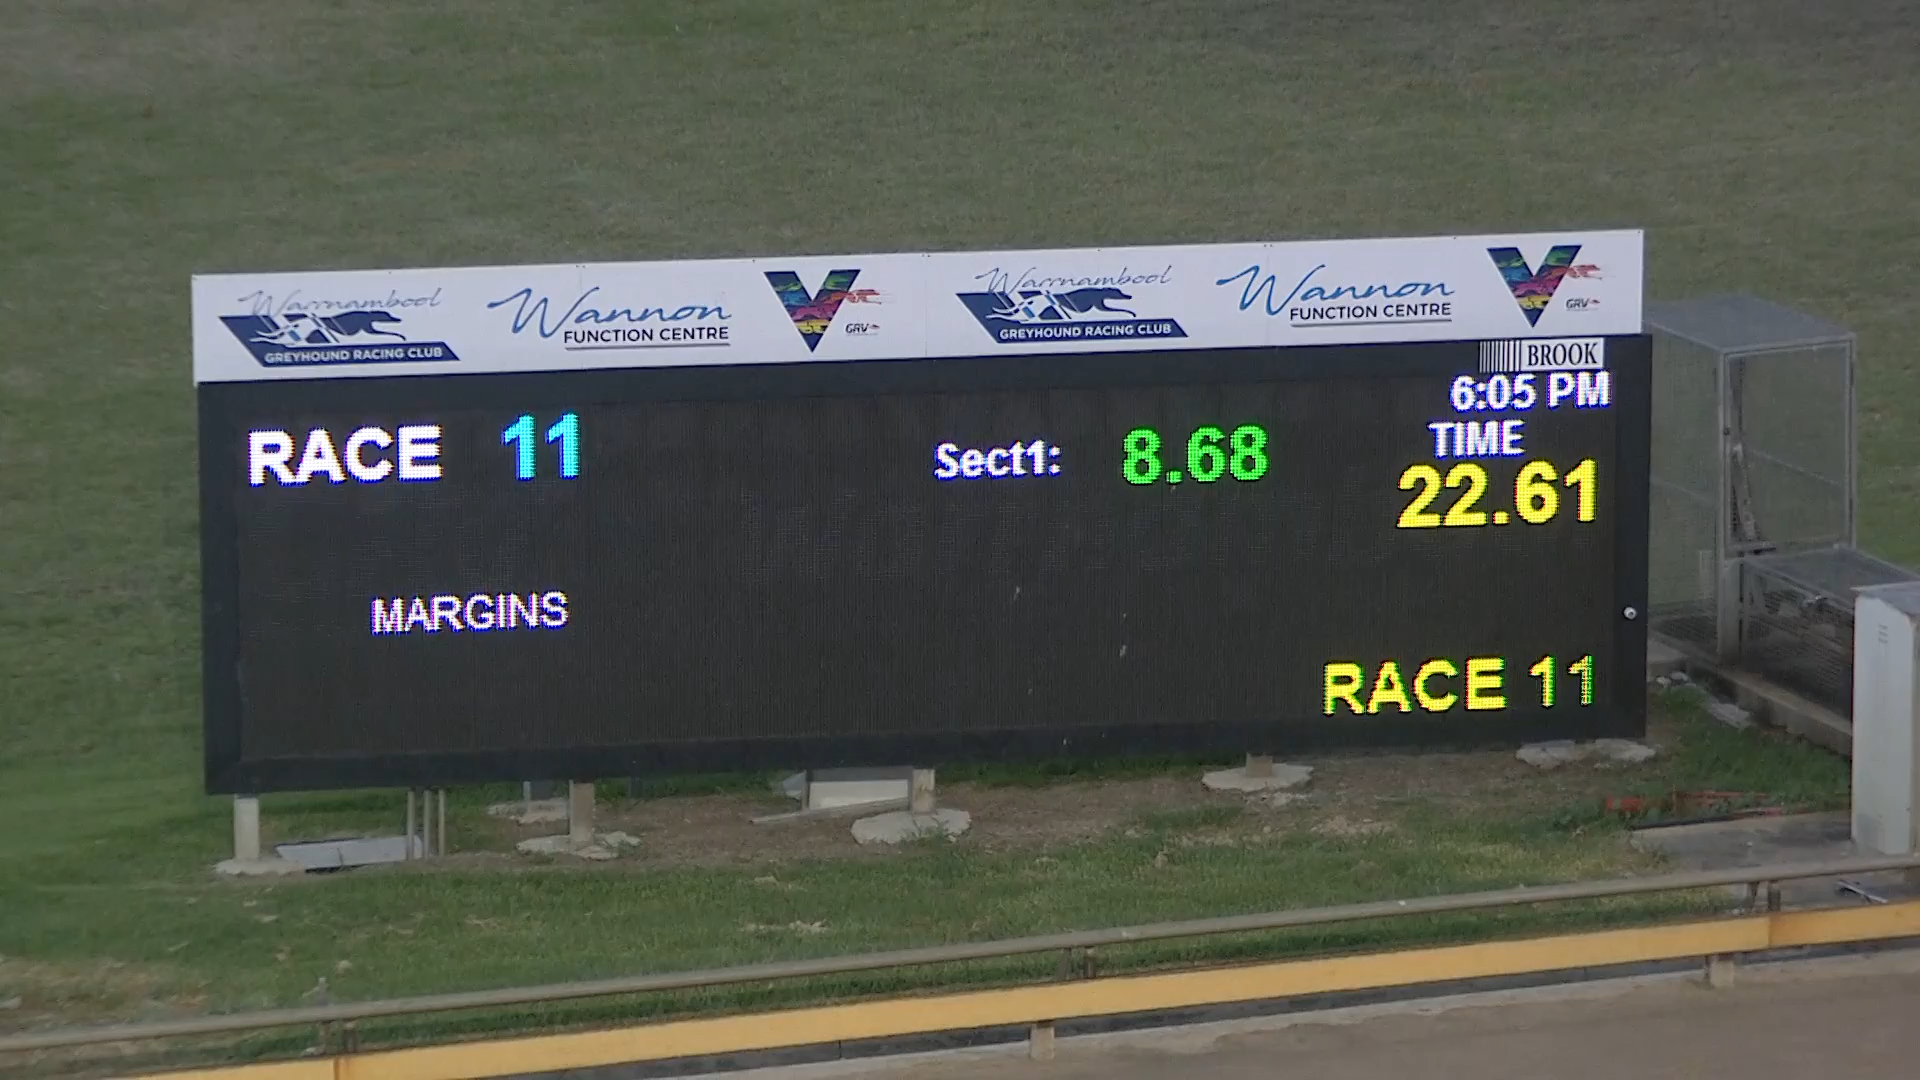 Warrnambool
GREYHOUND RACING CLUB
Wannon
FUNCTION CENTRE
V
GRV
Warrnambool
GREYHOUND RACING CLUB
Wannon
FUNCTION CENTRE
V
GRV
BROOK
6:05 PM
RACE 11
Sect1: 8.68
TIME
22.61
MARGINS
RACE 11